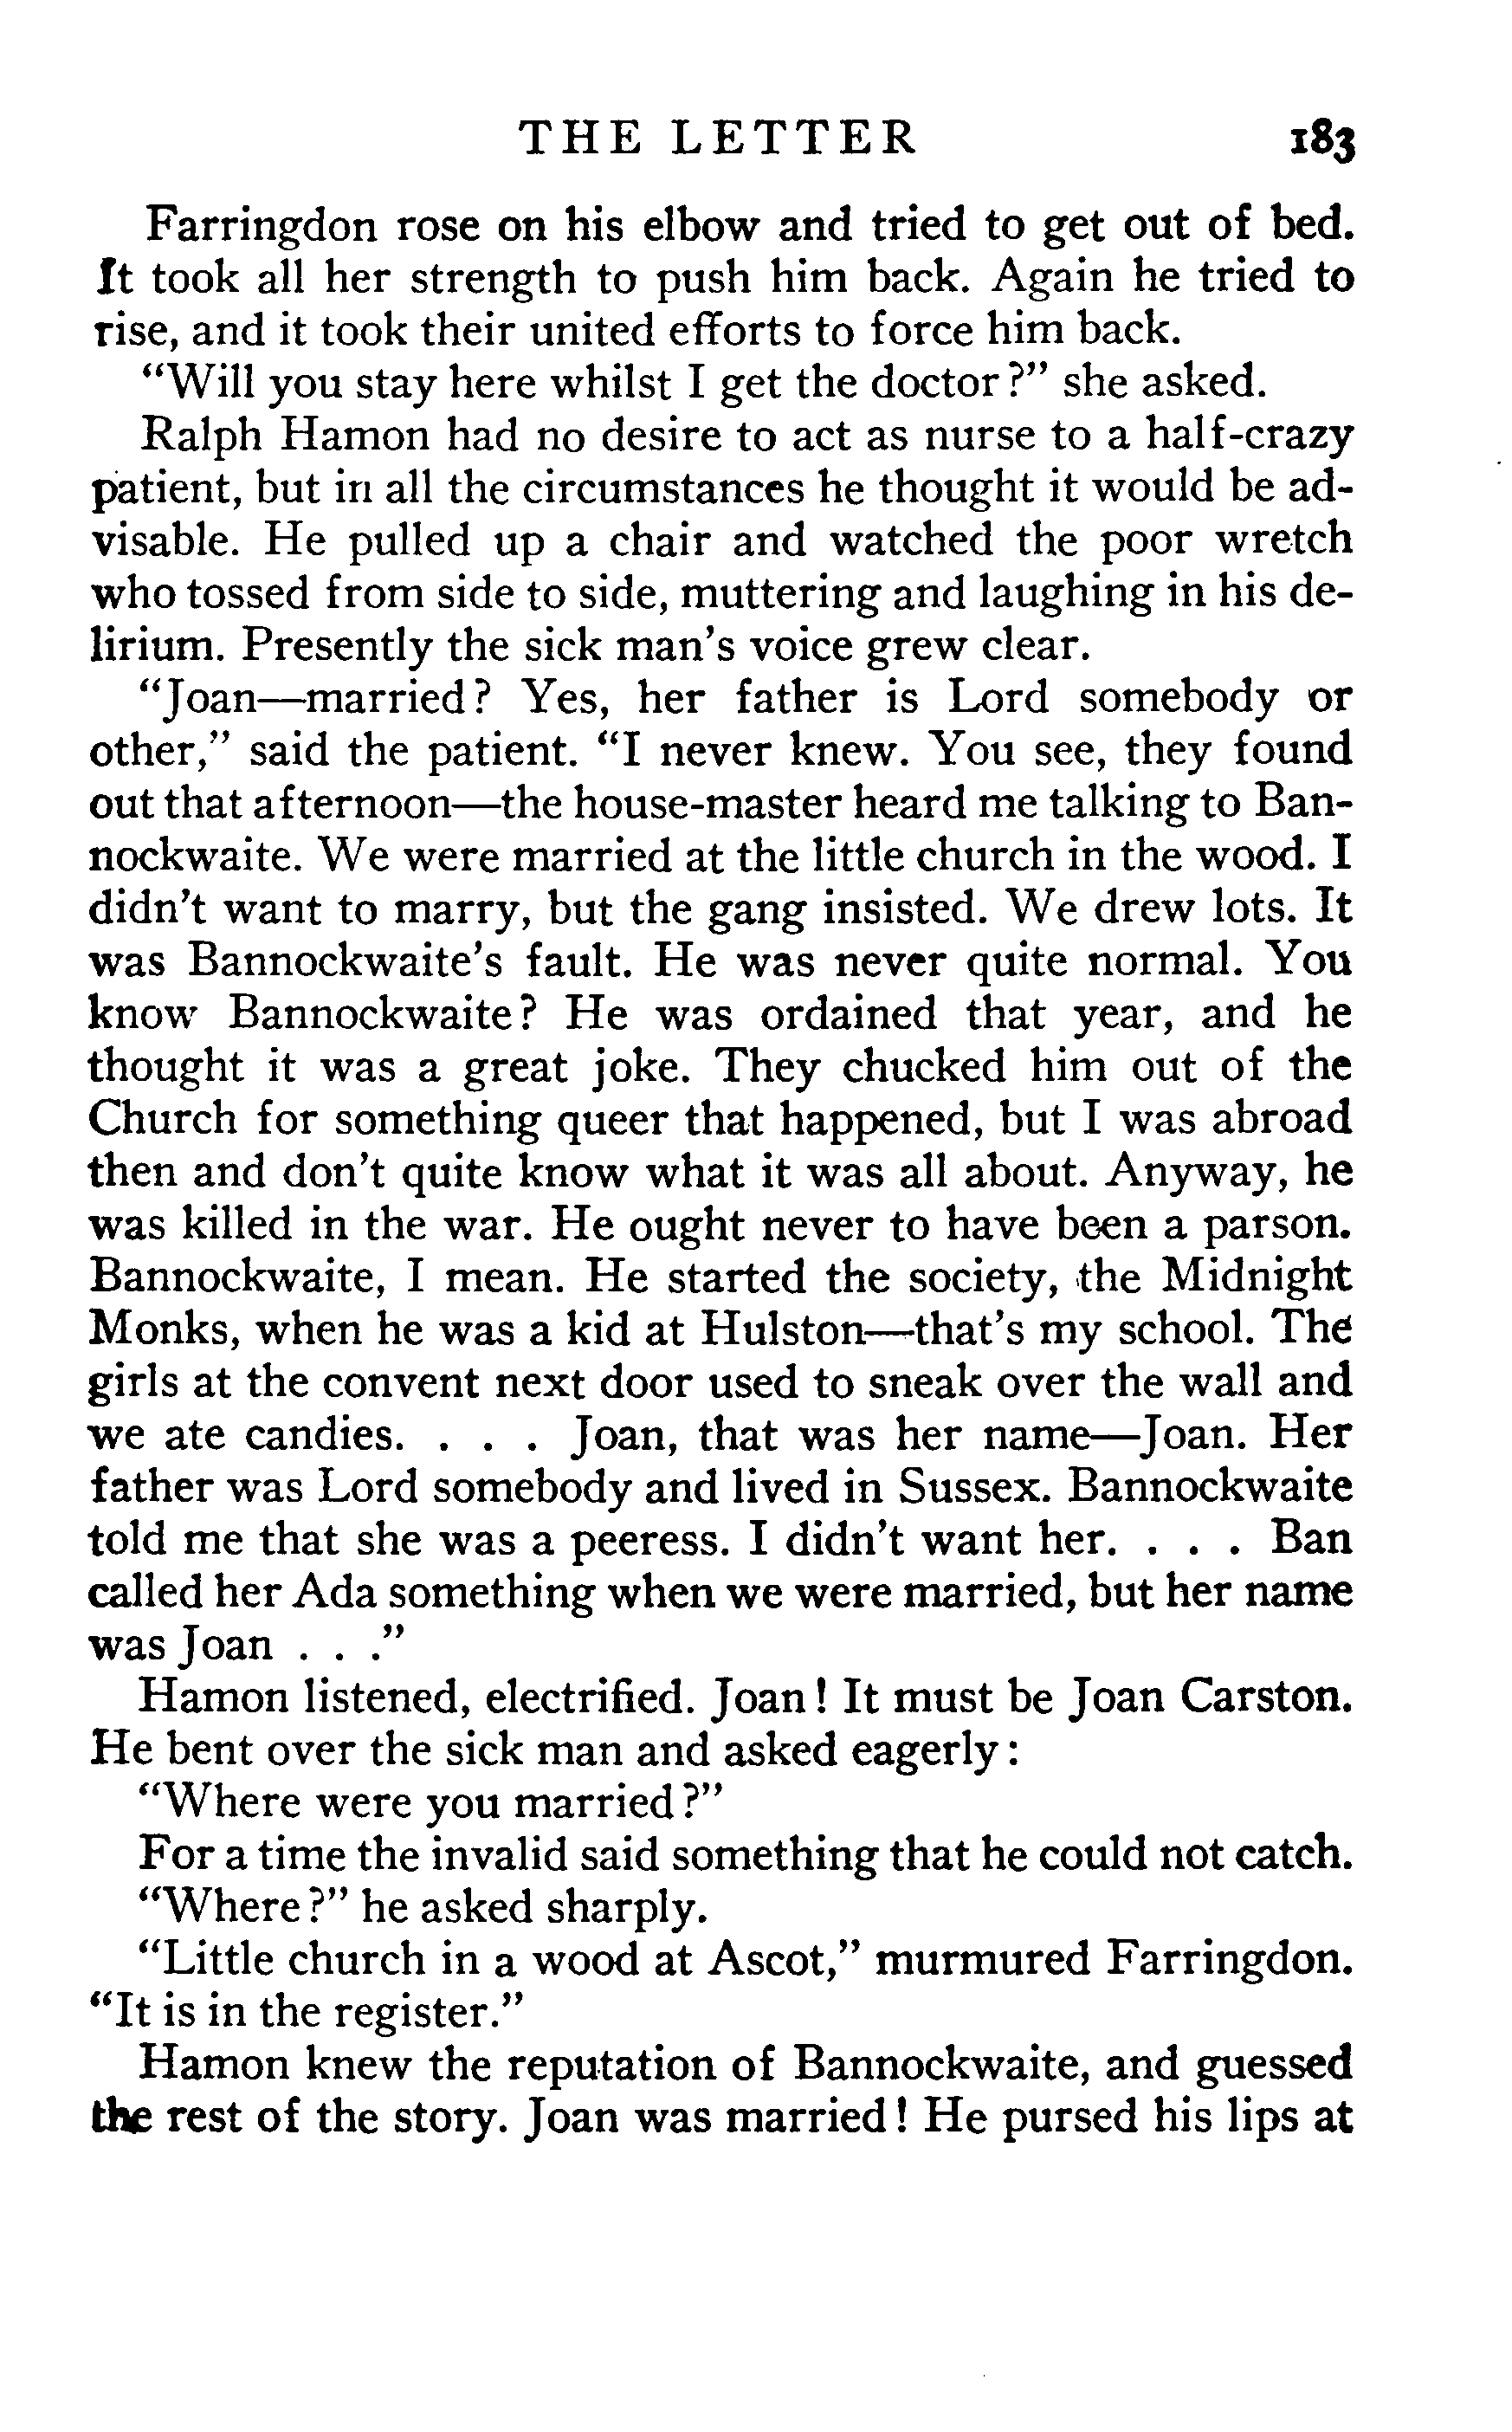 THE LETTER 183
Farringdon rose on his elbow and tried to get out of bed.
It took all her strength to push him back. Again he tried to
rise, and it took their united efforts to force him back.
"Will you stay here whilst I get the doctor?" she asked.
Ralph Hamon had no desire to act as nurse to a half-crazy
patient, but in all the circumstances he thought it would be ad-
visable. He pulled up a chair and watched the poor wretch
who tossed from side to side, muttering and laughing in his de-
lirium. Presently the sick man's voice grew clear.
"Joan—married? Yes, her father is Lord somebody or
other," said the patient. "I never knew. You see, they found
out that afternoon—the house-master heard me talking to Ban-
nockwaite. We were married at the little church in the wood. I
didn't want to marry, but the gang insisted. We drew lots. It
was Bannockwaite's fault. He was never quite normal. You
know Bannockwaite? He was ordained that year, and he
thought it was a great joke. They chucked him out of the
Church for something queer that happened, but I was abroad
then and don't quite know what it was all about. Anyway, he
was killed in the war. He ought never to have been a parson.
Bannockwaite, I mean. He started the society, the Midnight
Monks, when he was a kid at Hulston—that's my school. The
girls at the convent next door used to sneak over the wall and
we ate candies. . . . Joan, that was her name—Joan. Her
father was Lord somebody and lived in Sussex. Bannockwaite
told me that she was a peeress. I didn't want her. . . . Ban
called her Ada something when we were married, but her name
was Joan . . ."
Hamon listened, electrified. Joan! It must be Joan Carston.
He bent over the sick man and asked eagerly:
"Where were you married?"
For a time the invalid said something that he could not catch.
"Where?" he asked sharply.
"Little church in a wood at Ascot," murmured Farringdon.
"It is in the register."
Hamon knew the reputation of Bannockwaite, and guessed
the rest of the story. Joan was married! He pursed his lips at